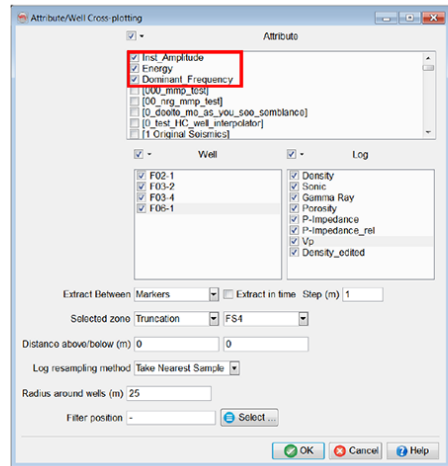 Attribute/Well Cross-plotting
Attribute
Inst_Amplitude
Energy
Dominant_Frequency
[000_mmp_test]
[00_nrg_mmp_test]
[0_deolto_mo_as_you_soo_somblanco]
[0_test_HC_well_interpolator]
[1 Original Seismics]
Well Log
F02-1 Density
F03-2 Sonic
F03-4 Gamma Ray
F06-1 Porosity
P-Impedance
P-Impedance_rel
Vp
Density_edited
Extract Between Markers Extract in time Step (m) 1
Selected zone Truncation FS4
Distance above/below (m) 0 0
Log resampling method Take Nearest Sample
Radius around wells (m) 25
Filter position - Select ...
OK Cancel Help